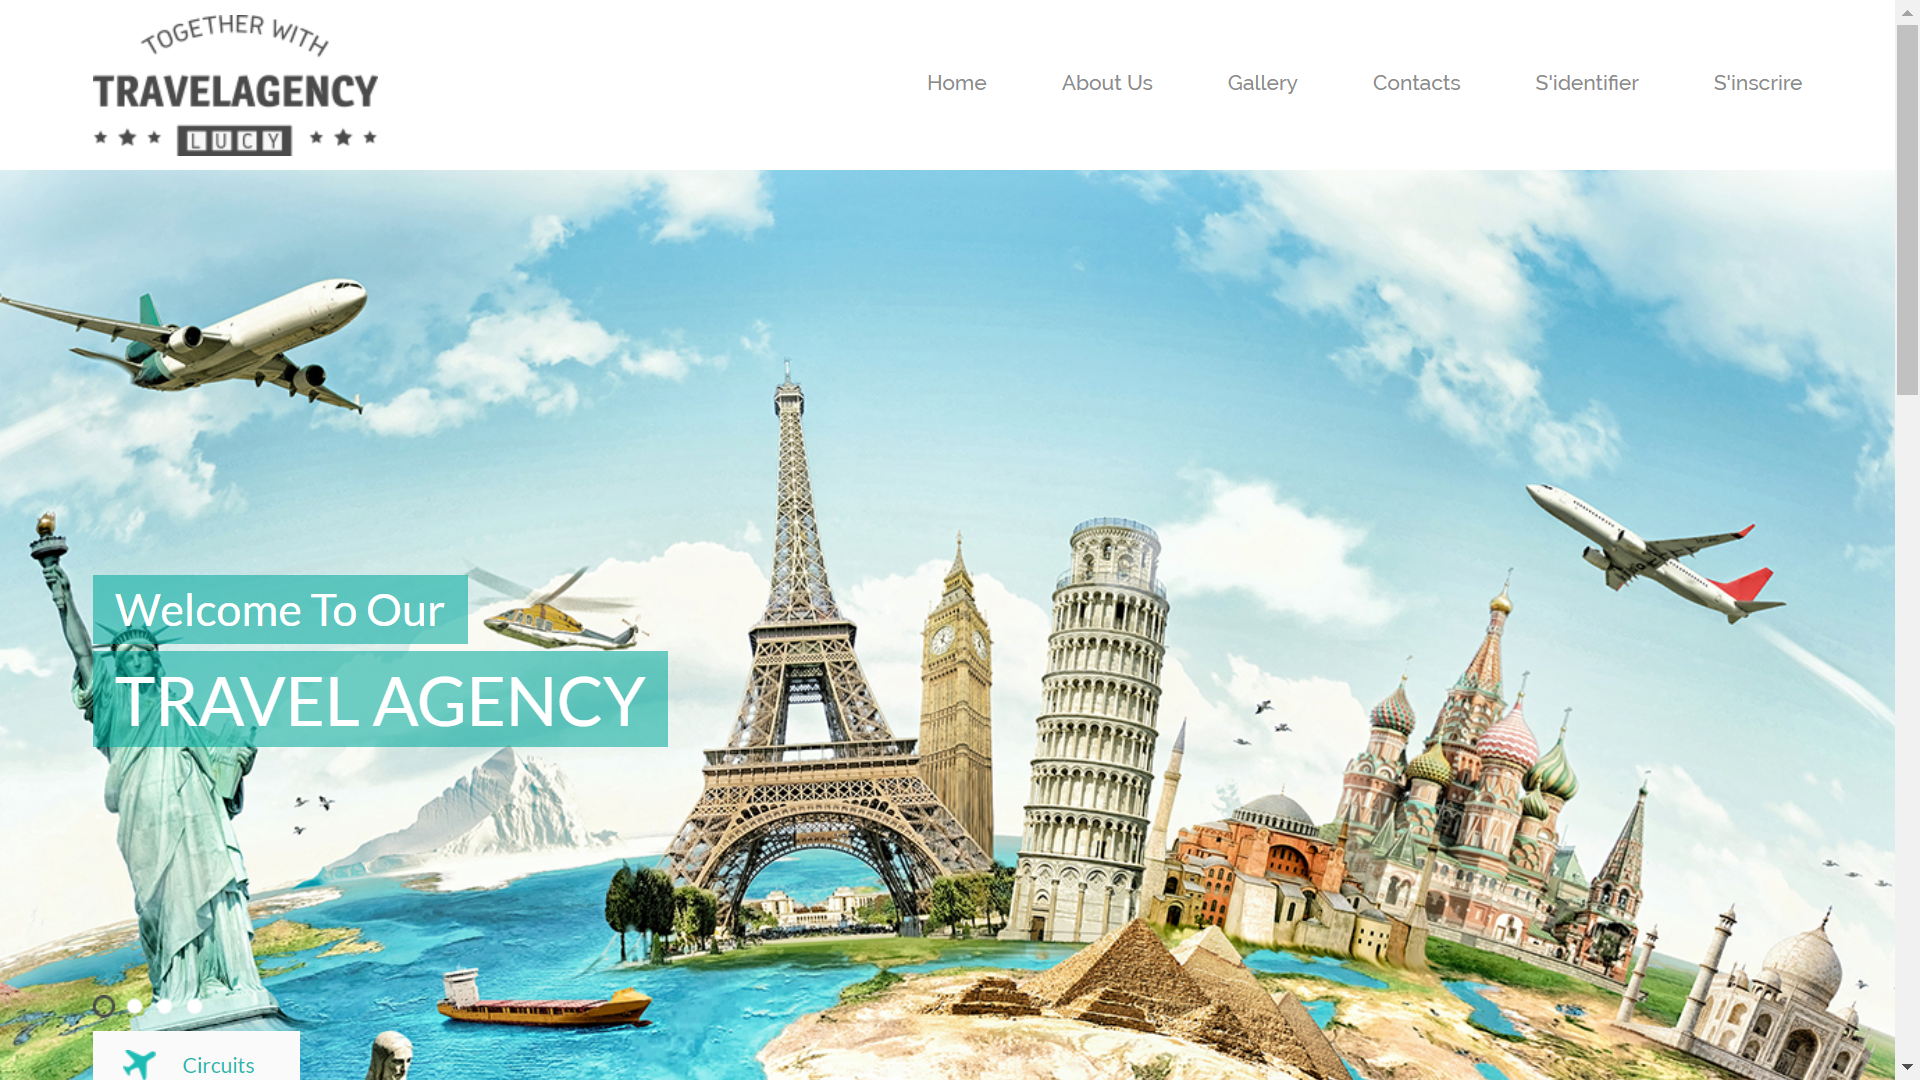 TOGETHER WITH
TRAVELAGENCY
LUCY
Home About Us Gallery Contacts S'identifier S'inscrire
Welcome To Our
TRAVEL AGENCY
Circuits